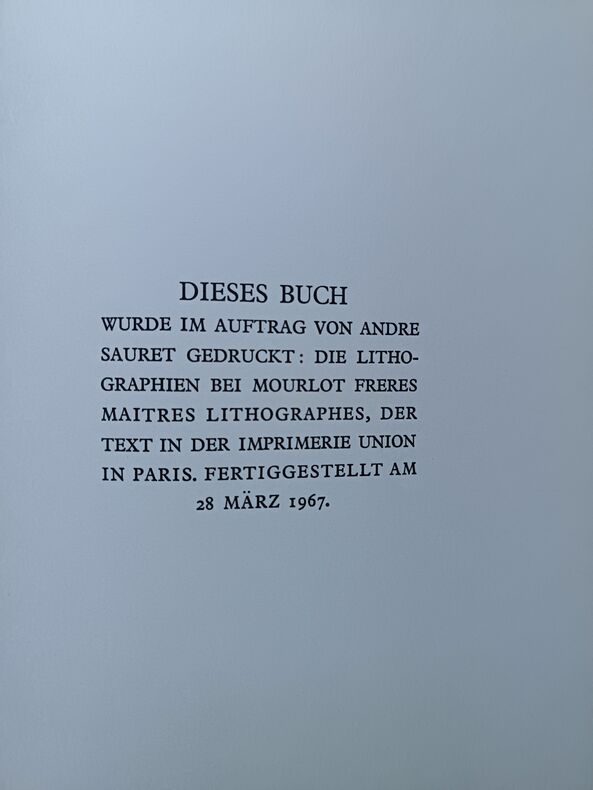 DIESES BUCH
WURDE IM AUFTRAG VON ANDRE
SAURET GEDRUCKT: DIE LITHO-
GRAPHIEN BEI MOURLOT FRERES
MAITRES LITHOGRAPHES, DER
TEXT IN DER IMPRIMERIE UNION
IN PARIS. FERTIGGESTELLT AM
28 MÄRZ 1967.